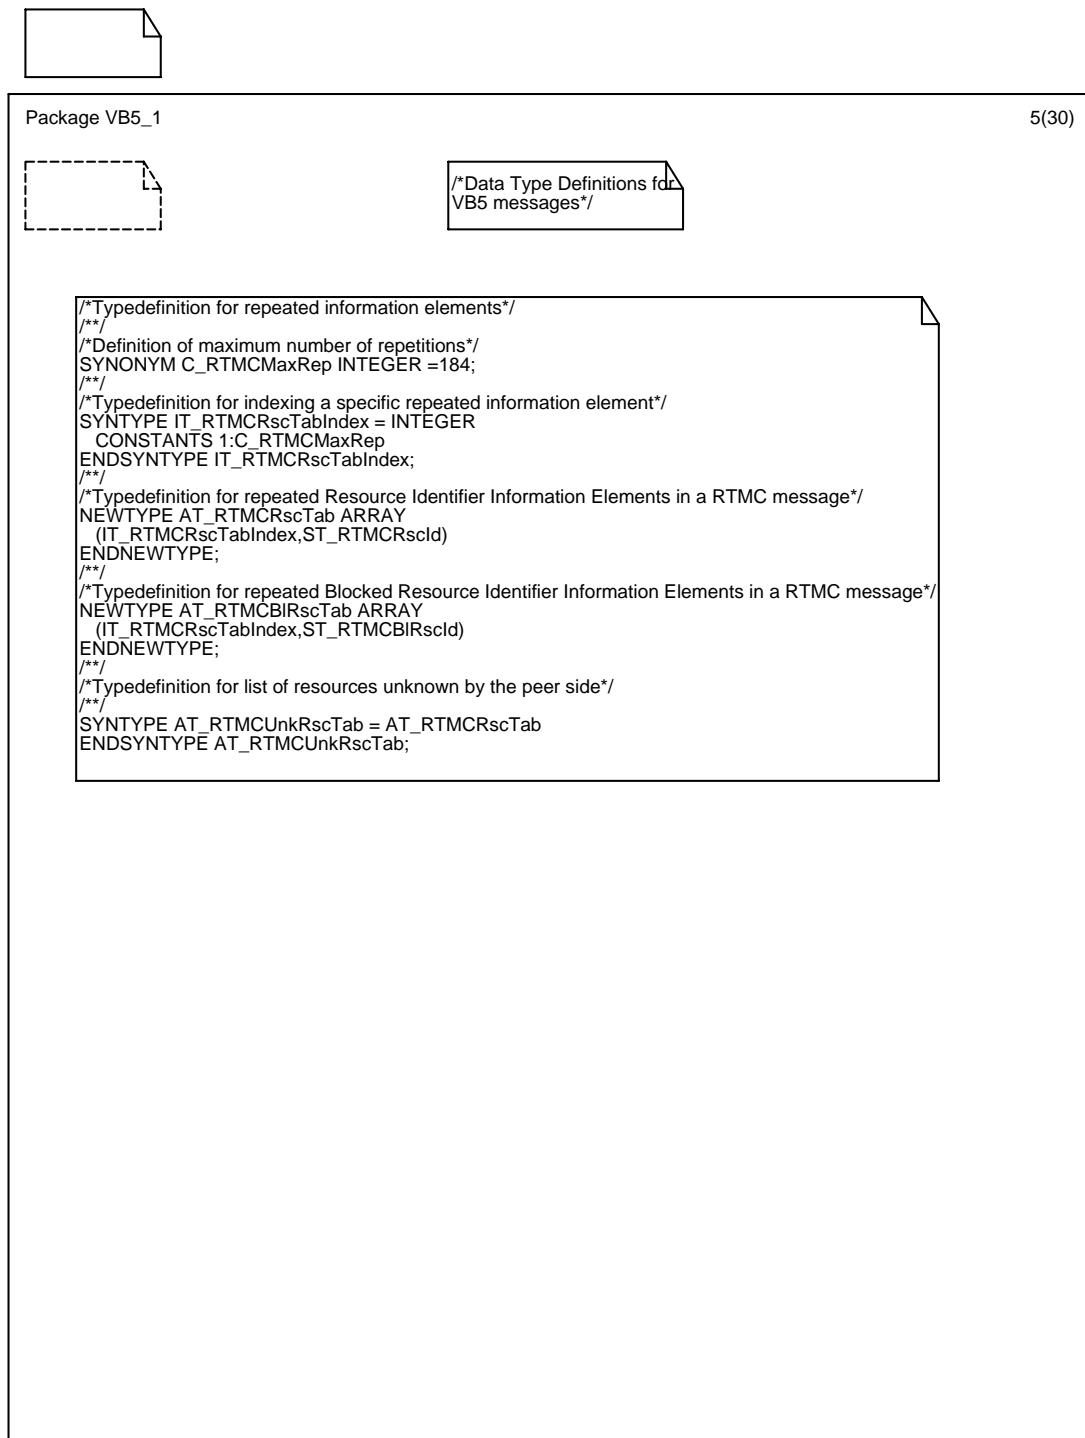 Package VB5_1
5(30)
/*Data Type Definitions for
VB5 messages*/
/*Typedefinition for repeated information elements*/
/**/
/*Definition of maximum number of repetitions*/
SYNONYM C_RTMCMaxRep INTEGER =184;
/**/
/*Typedefinition for indexing a specific repeated information element*/
SYNTYPE IT_RTMCRscTabIndex = INTEGER
CONSTANTS 1:C_RTMCMaxRep
ENDSYNTYPE IT_RTMCRscTabIndex;
/**/
/*Typedefinition for repeated Resource Identifier Information Elements in a RTMC message*/
NEWTYPE AT_RTMCRscTab ARRAY
(IT_RTMCRscTabIndex,ST_RTMCRscId)
ENDNEWTYPE;
/**/
/*Typedefinition for repeated Blocked Resource Identifier Information Elements in a RTMC message*/
NEWTYPE AT_RTMCBlRscTab ARRAY
(IT_RTMCRscTabIndex,ST_RTMCBlRscId)
ENDNEWTYPE;
/**/
/*Typedefinition for list of resources unknown by the peer side*/
/**/
SYNTYPE AT_RTMCUnkRscTab = AT_RTMCRscTab
ENDSYNTYPE AT_RTMCUnkRscTab;